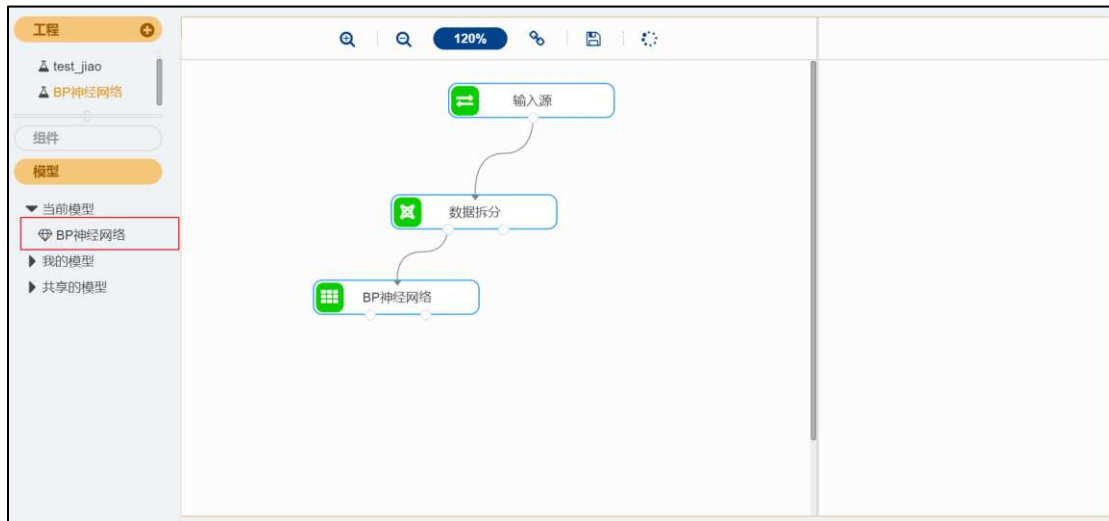 工程
120%
test_jiao
BP神经网络
输入源
组件
模型
当前模型
数据拆分
BP神经网络
我的模型
共享的模型
BP神经网络